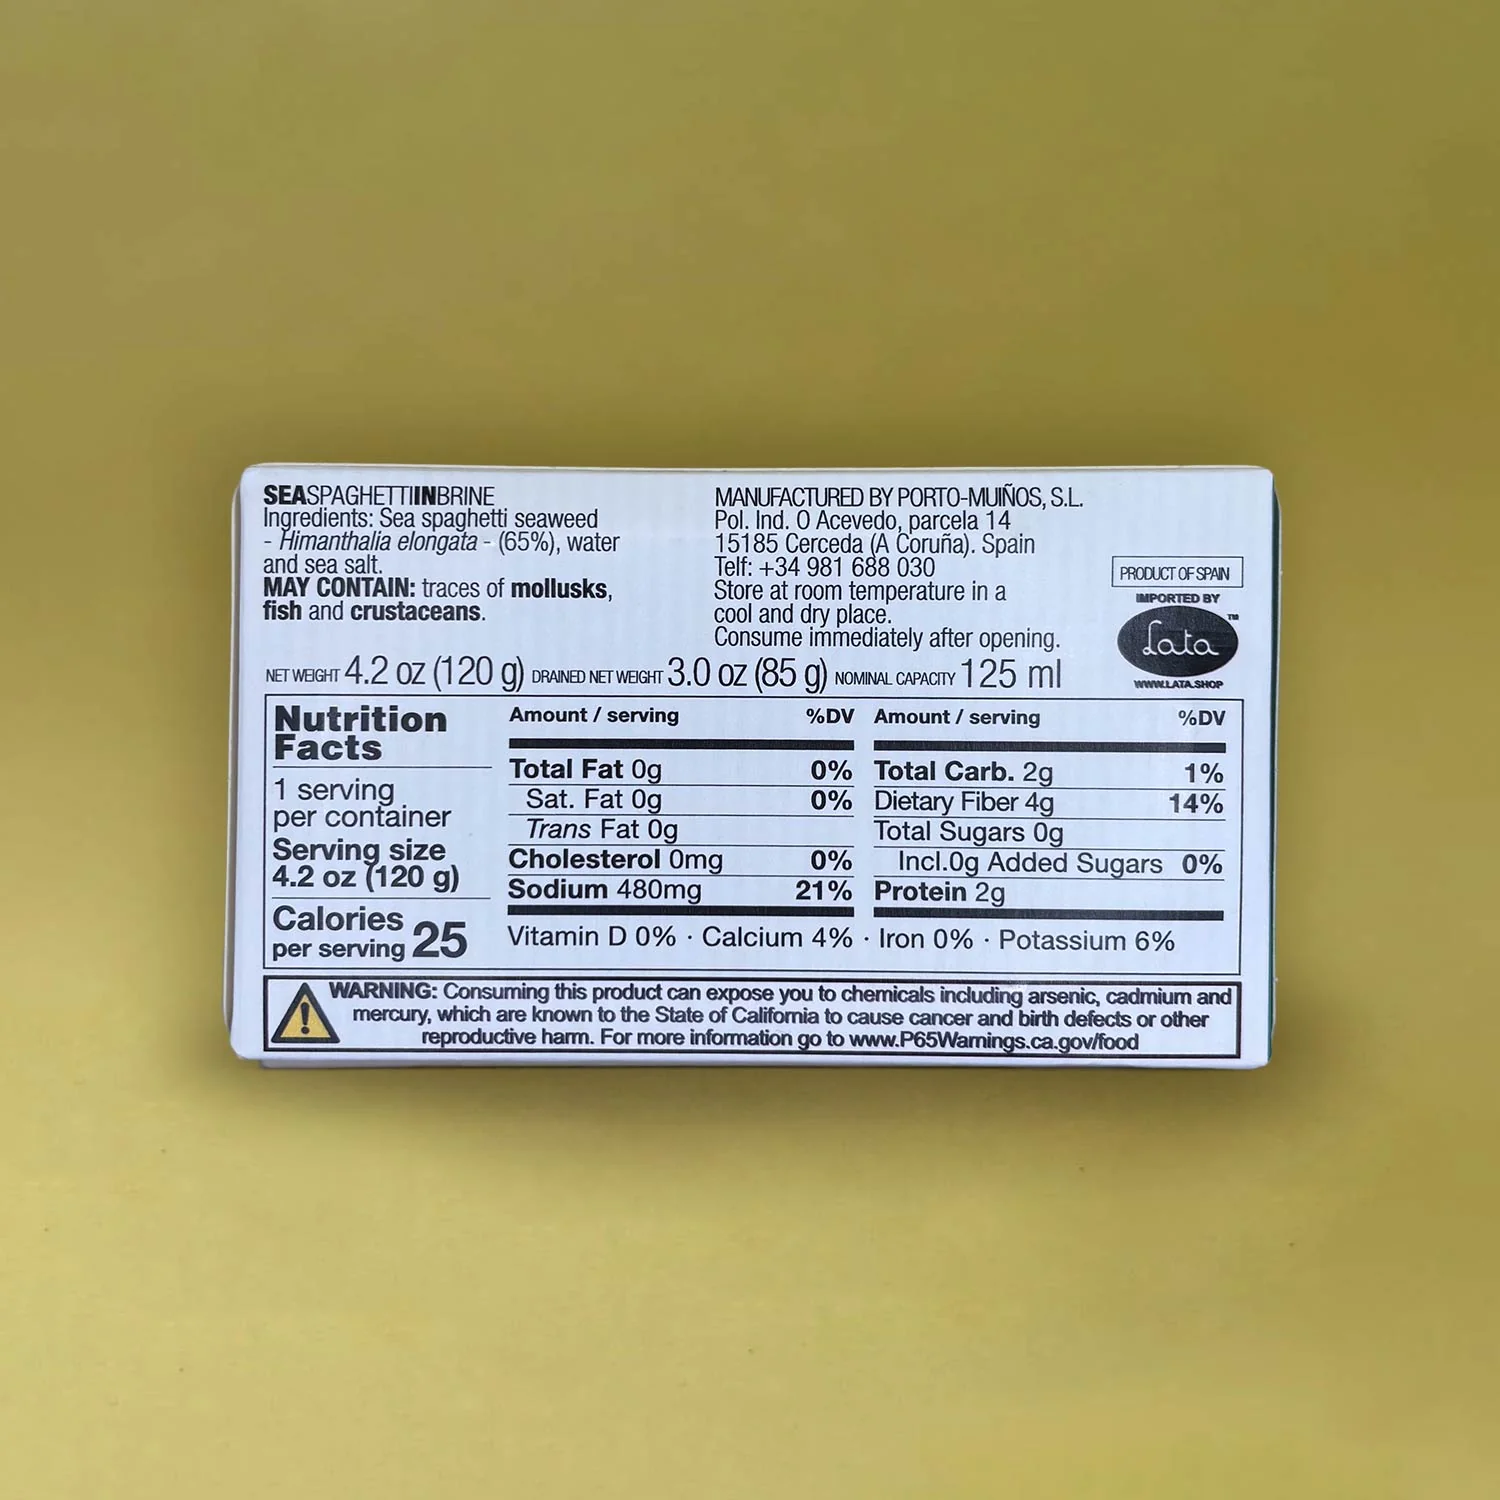 SEASPAGHETTIINBRINE
Ingredients: Sea spaghetti seaweed
- Himanthalia elongata - (65%), water
and sea salt.
MAY CONTAIN: traces of mollusks,
fish and crustaceans.
MANUFACTURED BY PORTO-MUIÑOS, S.L.
Pol. Ind. O Acevedo, parcela 14
15185 Cerceda (A Coruña). Spain
Telf: +34 981 688 030
Store at room temperature in a
cool and dry place.
Consume immediately after opening.
PRODUCT OF SPAIN
IMPORTED BY
Lata TM
WWW.LATA.SHOP
NET WEIGHT 4.2 oz (120 g) DRAINED NET WEIGHT 3.0 oz (85 g) NOMINAL CAPACITY 125 ml
Nutrition
Facts
1 serving
per container
Serving size
4.2 oz (120 g)
Calories
per serving 25
Amount / serving %DV
Total Fat 0g 0%
Sat. Fat 0g 0%
Trans Fat 0g
Cholesterol 0mg 0%
Sodium 480mg 21%
Amount / serving %DV
Total Carb. 2g 1%
Dietary Fiber 4g 14%
Total Sugars 0g
Incl.0g Added Sugars 0%
Protein 2g
Vitamin D 0% · Calcium 4% · Iron 0% · Potassium 6%
! WARNING: Consuming this product can expose you to chemicals including arsenic, cadmium and
mercury, which are known to the State of California to cause cancer and birth defects or other
reproductive harm. For more information go to www.P65Warnings.ca.gov/food